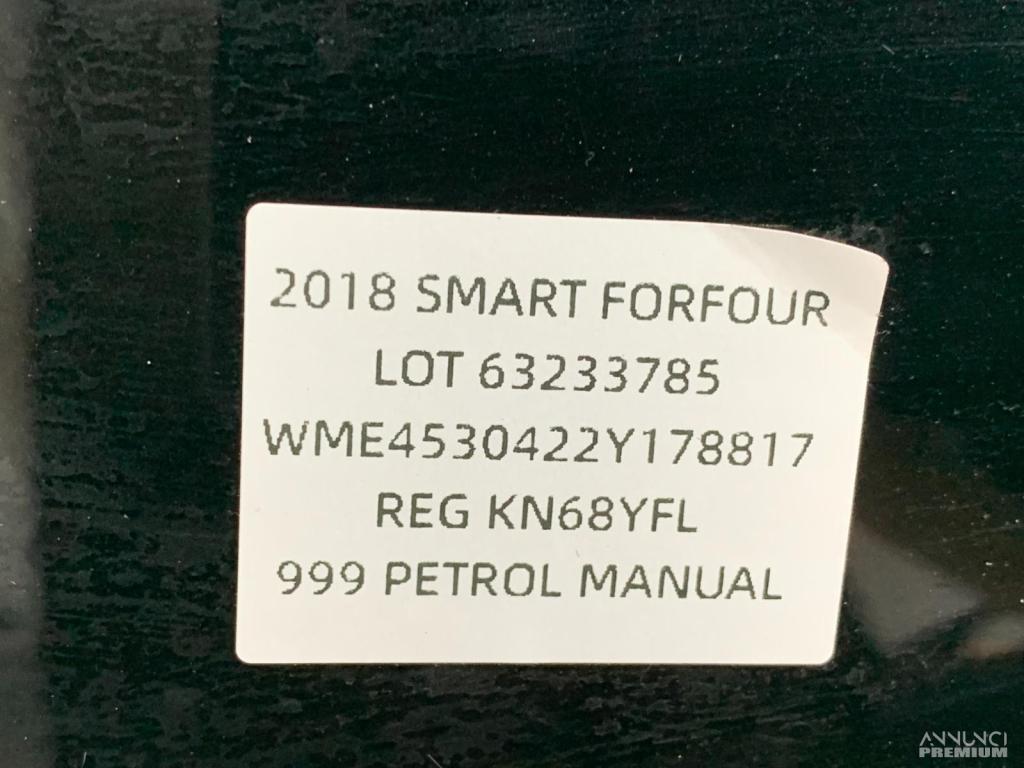 2018 SMART FORFOUR
LOT 63233785
WME4530422Y178817
REG KN68YFL
999 PETROL MANUAL
ANNUNCI
PREMIUM